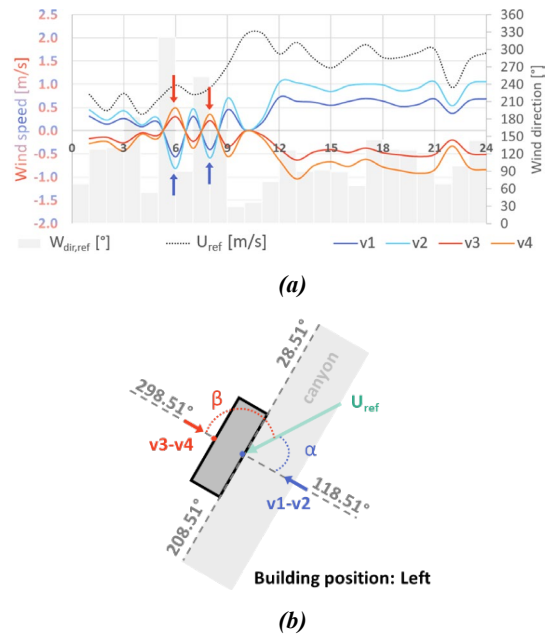 2.5
2.0
1.5
1.0
0.5
0.0
-0.5
-1.0
-1.5
-2.0
Wind speed [m/s]
0 3 6 9 12 15 18 21 24
360
330
300
270
240
210
180
150
120
90
60
30
0
Wind direction [°]
W_dir,ref [°] U_ref [m/s] v1 v2 v3 v4
(a)
28.51°
canyon
298.51°
β
U_ref
v3-v4
α
v1-v2
118.51°
208.51°
Building position: Left
(b)